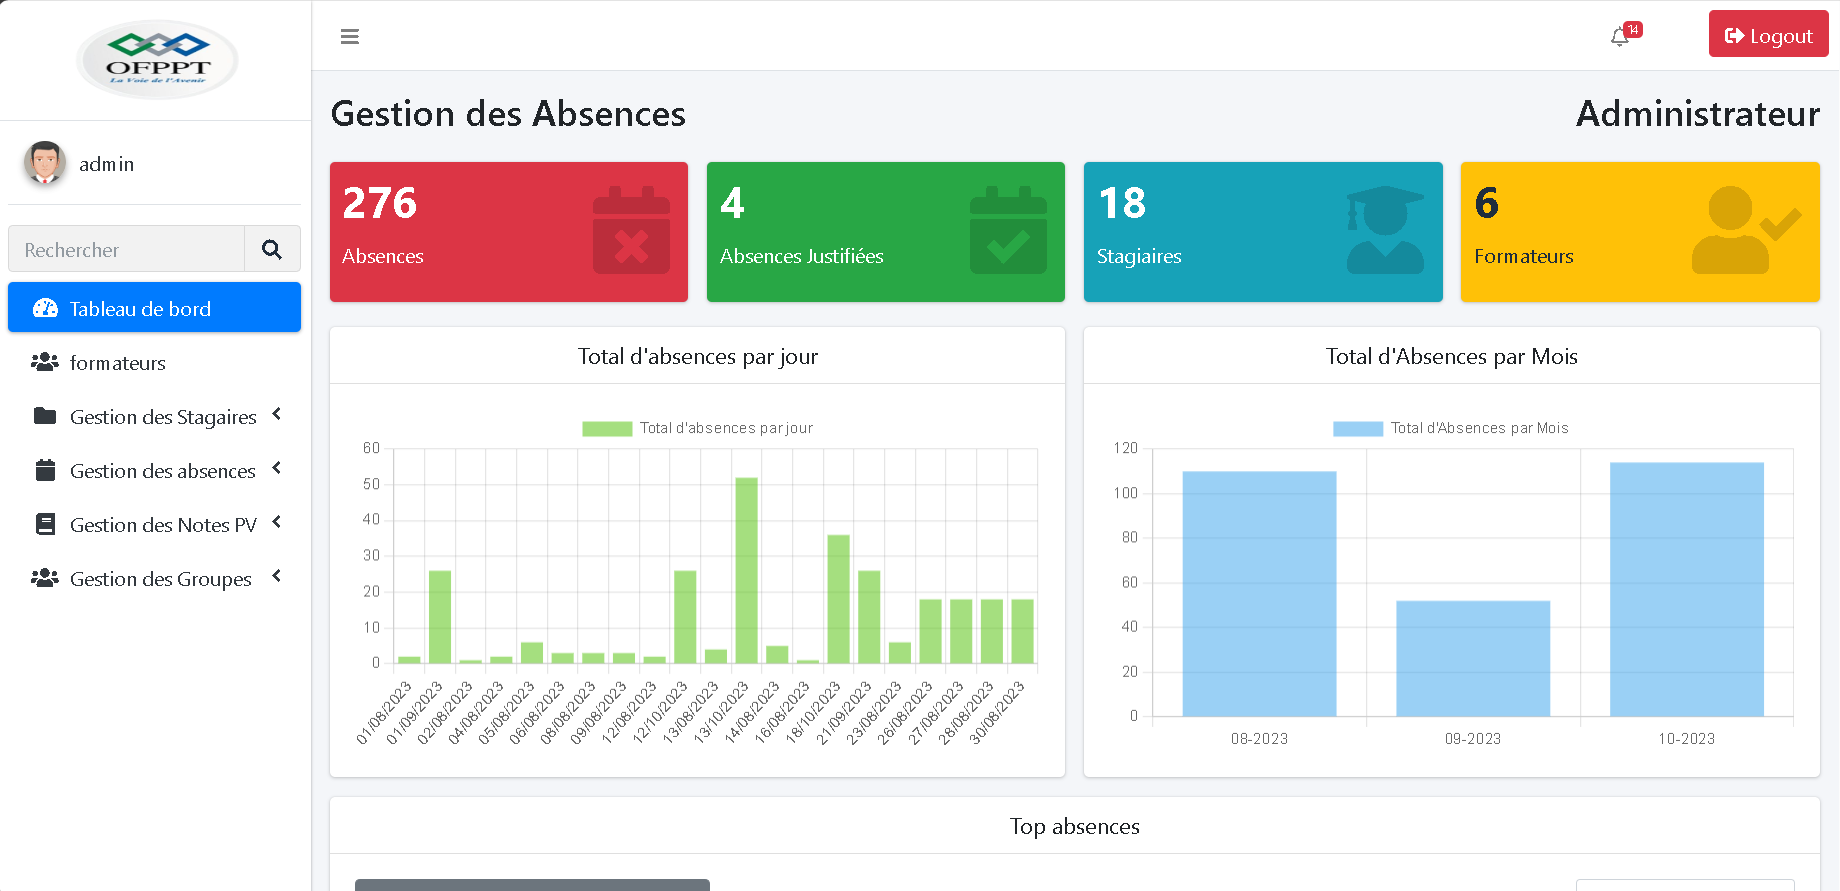 OFPPT
La Voie de l'Avenir
admin
Rechercher
Tableau de bord
formateurs
Gestion des Stagaires
Gestion des absences
Gestion des Notes PV
Gestion des Groupes
14
Logout
Gestion des Absences
Administrateur
276
Absences
4
Absences Justifiées
18
Stagiaires
6
Formateurs
Total d'absences par jour
Total d'absences par jour
60
50
40
30
20
10
0
01/08/2023
01/09/2023
02/08/2023
04/08/2023
05/08/2023
06/08/2023
08/08/2023
09/08/2023
12/08/2023
12/10/2023
13/08/2023
13/10/2023
14/08/2023
16/08/2023
18/10/2023
21/09/2023
23/08/2023
26/08/2023
27/08/2023
28/08/2023
30/08/2023
Total d'Absences par Mois
Total d'Absences par Mois
120
100
80
60
40
20
0
08-2023
09-2023
10-2023
Top absences